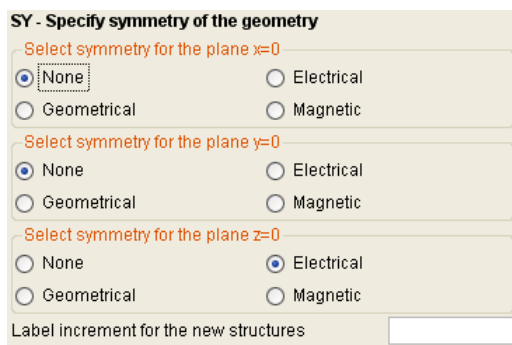 SY - Specify symmetry of the geometry
Select symmetry for the plane x=0
None Electrical
Geometrical Magnetic
Select symmetry for the plane y=0
None Electrical
Geometrical Magnetic
Select symmetry for the plane z=0
None Electrical
Geometrical Magnetic
Label increment for the new structures